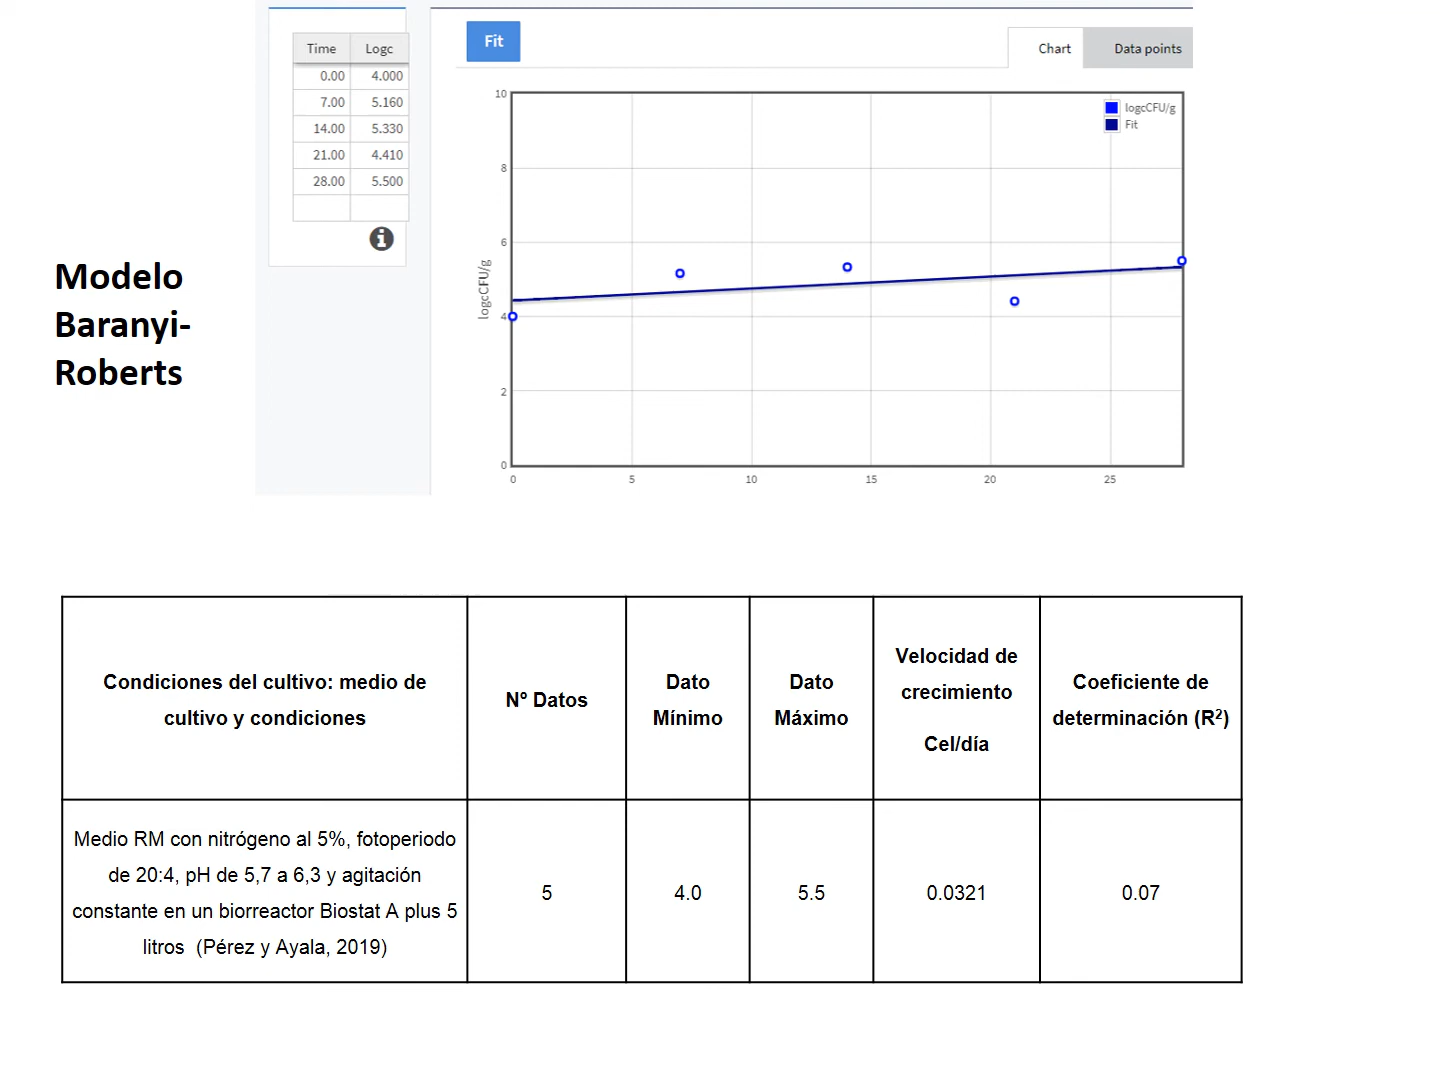 Modelo
Baranyi-
Roberts
Time Logc
0.00 4.000
7.00 5.160
14.00 5.330
21.00 4.410
28.00 5.500
Fit
Chart Data points
logcCFU/g
Fit
logcCFU/g
10
8
6
4
2
0
0 5 10 15 20 25
Condiciones del cultivo: medio de
cultivo y condiciones
Nº Datos
Dato
Mínimo
Dato
Máximo
Velocidad de
crecimiento
Cel/día
Coeficiente de
determinación (R²)
Medio RM con nitrógeno al 5%, fotoperiodo
de 20:4, pH de 5,7 a 6,3 y agitación
constante en un biorreactor Biostat A plus 5
litros (Pérez y Ayala, 2019)
5
4.0
5.5
0.0321
0.07